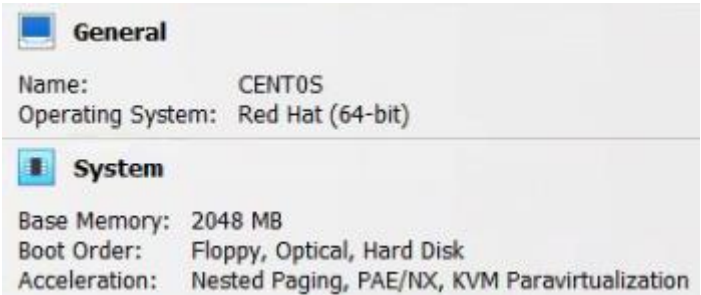 General
Name: CENT0S
Operating System: Red Hat (64-bit)
System
Base Memory: 2048 MB
Boot Order: Floppy, Optical, Hard Disk
Acceleration: Nested Paging, PAE/NX, KVM Paravirtualization